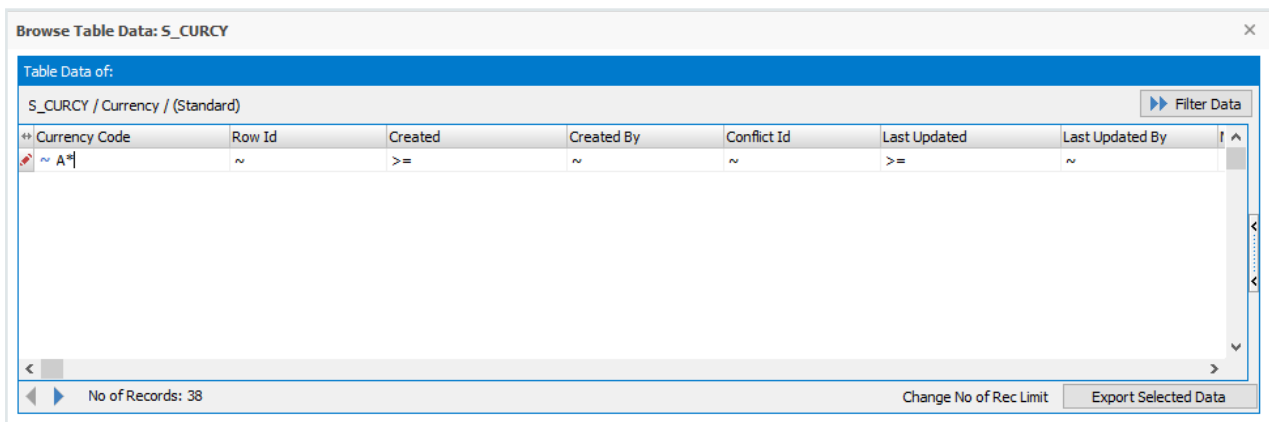 Browse Table Data: S_CURCY
Table Data of:
S_CURCY / Currency / (Standard) Filter Data
Currency Code Row Id Created Created By Conflict Id Last Updated Last Updated By
~ A* ~ >= ~ ~ >= ~
No of Records: 38 Change No of Rec Limit Export Selected Data